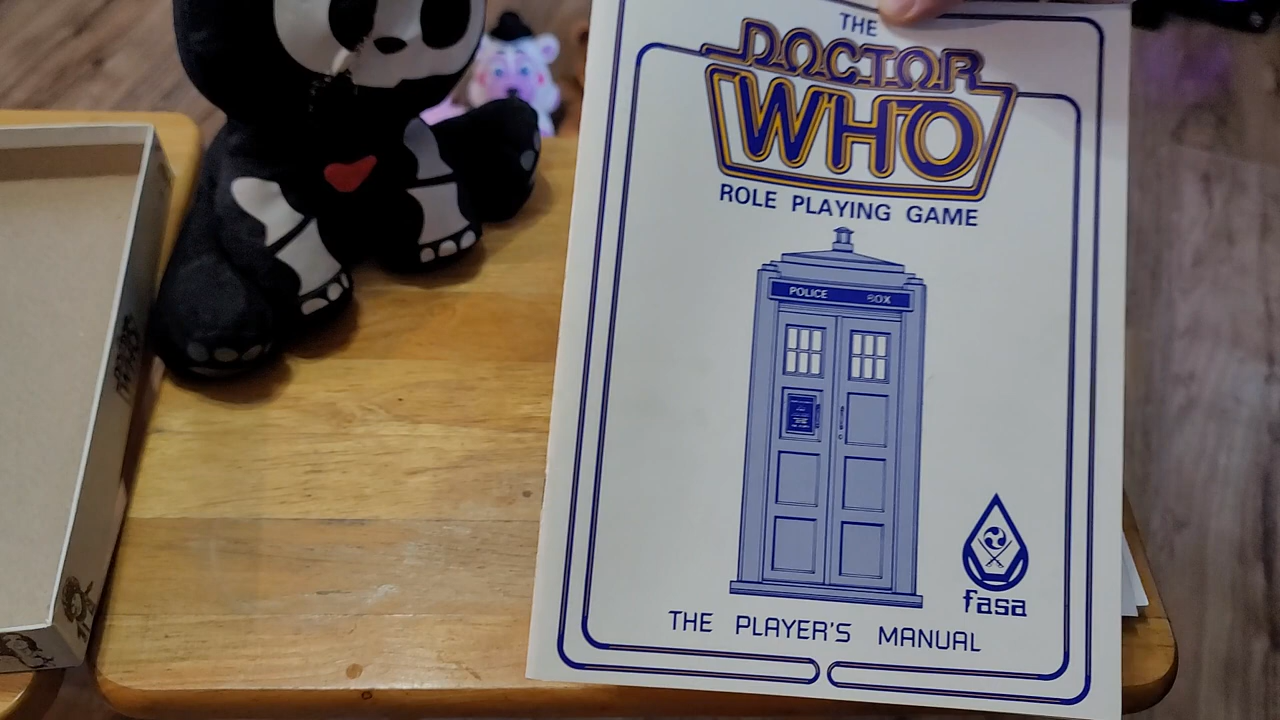 THE
DOCTOR
WHO
ROLE PLAYING GAME
POLICE BOX
fasa
THE PLAYER'S MANUAL